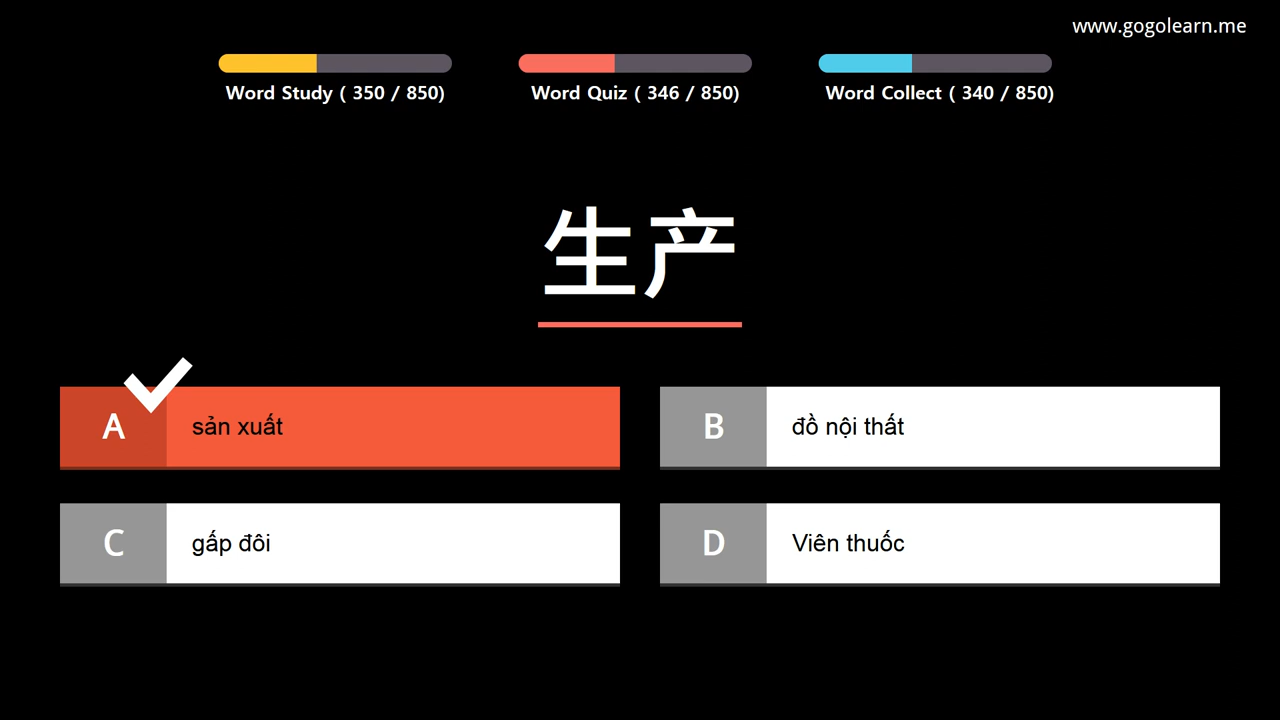 www.gogolearn.me
Word Study ( 350 / 850)
Word Quiz ( 346 / 850)
Word Collect ( 340 / 850)
生产
A sản xuất
B đồ nội thất
C gấp đôi
D Viên thuốc